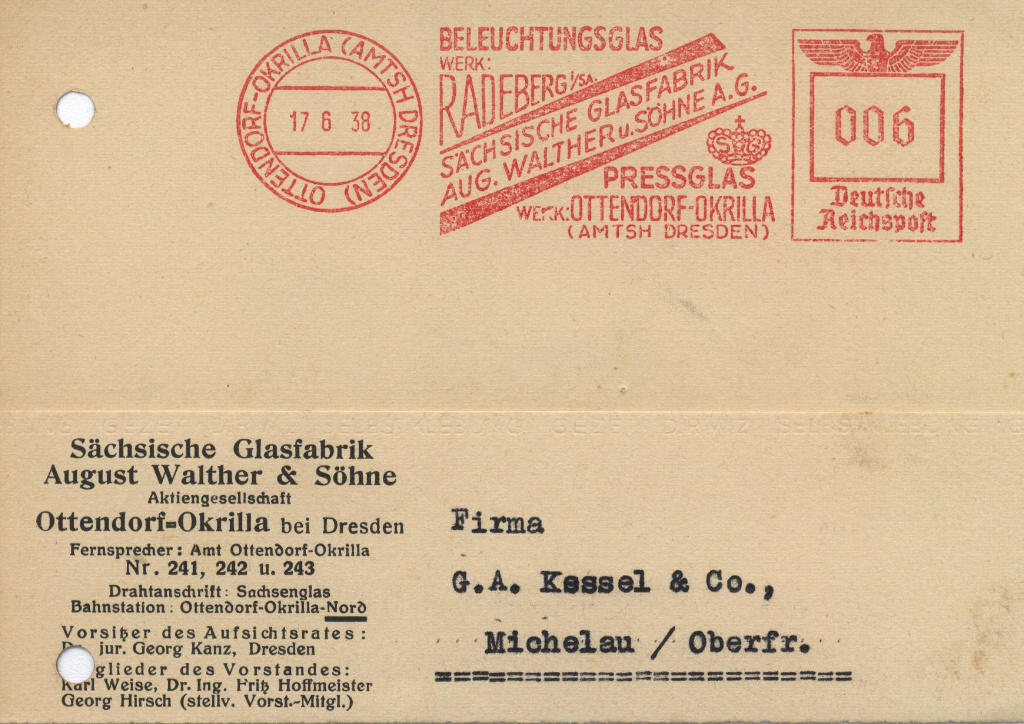 OTTENDORF-OKRILLA (AMTSH DRESDEN)
17 6 38
BELEUCHTUNGSGLAS
WERK:
RADEBERG i/SA.
SÄCHSISCHE GLASFABRIK
AUG. WALTHER u. SÖHNE A.G.
S G
PRESSGLAS
WERK: OTTENDORF-OKRILLA
(AMTSH DRESDEN)
006
Deutsche
Reichspost
Sächsische Glasfabrik
August Walther & Söhne
Aktiengesellschaft
Ottendorf-Okrilla bei Dresden
Fernsprecher: Amt Ottendorf-Okrilla
Nr. 241, 242 u. 243
Drahtanschrift: Sachsenglas
Bahnstation: Ottendorf-Okrilla-Nord
Vorsitzer des Aufsichtsrates:
jur. Georg Kanz, Dresden
glieder des Vorstandes:
Karl Weise, Dr. Ing. Fritz Hoffmeister
Georg Hirsch (stellv. Vorst.-Mitgl.)
Firma
G.A. Kessel & Co.,
Michelau / Oberfr.